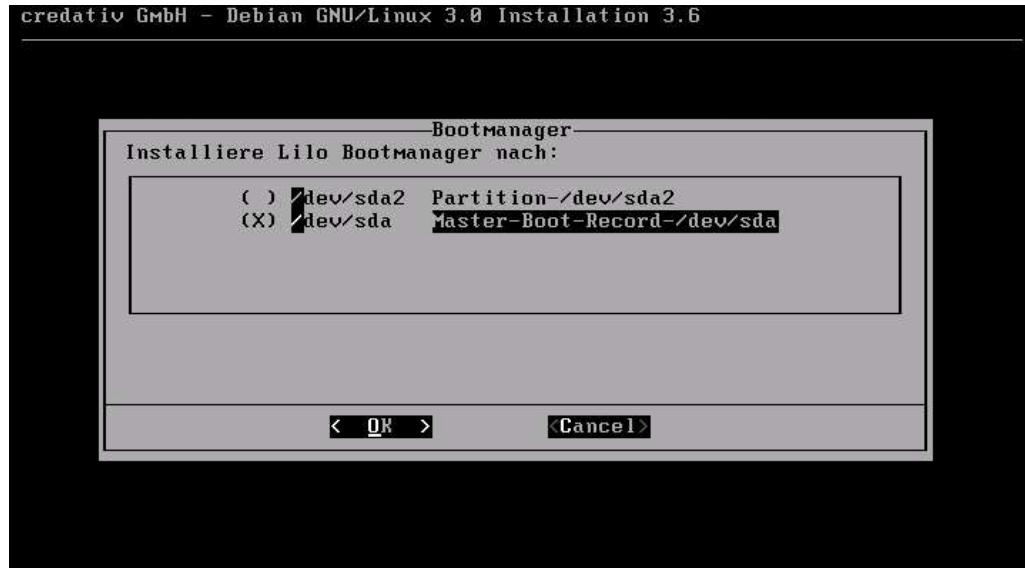 credativ GmbH - Debian GNU/Linux 3.0 Installation 3.6
Bootmanager
Installiere Lilo Bootmanager nach:
( ) /dev/sda2 Partition-/dev/sda2
(X) /dev/sda Master-Boot-Record-/dev/sda
< OK > <Cancel>